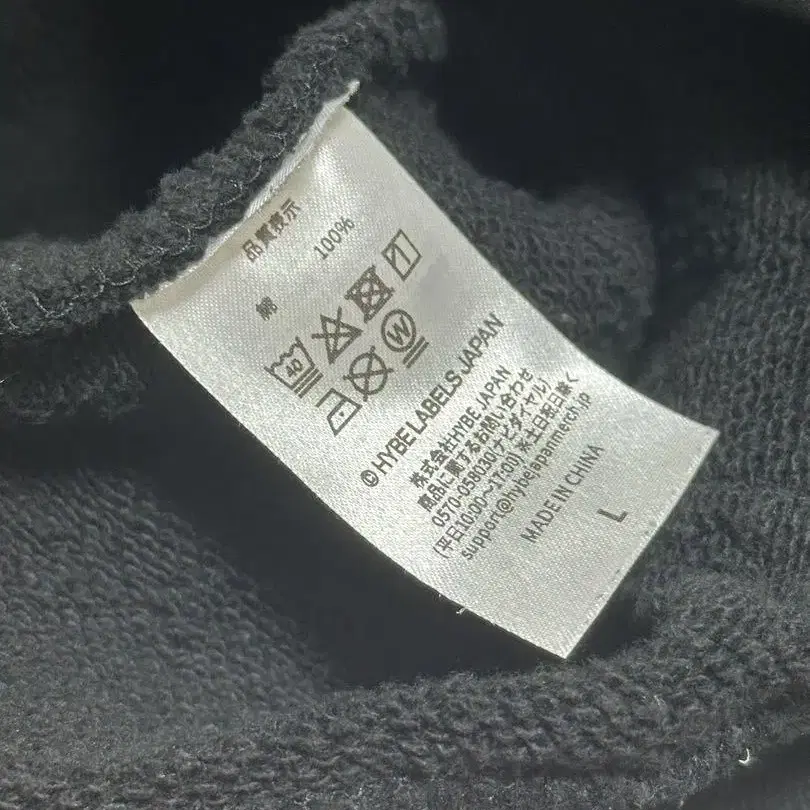 品質表示
綿 100%
40
W
© HYBE LABELS JAPAN
株式会社HYBE JAPAN
商品に関するお問い合わせ
0570-058030(ナビダイヤル)
(平日10:00〜17:00) ※土日祝日除く
support@hybejapanmerch.jp
MADE IN CHINA
L